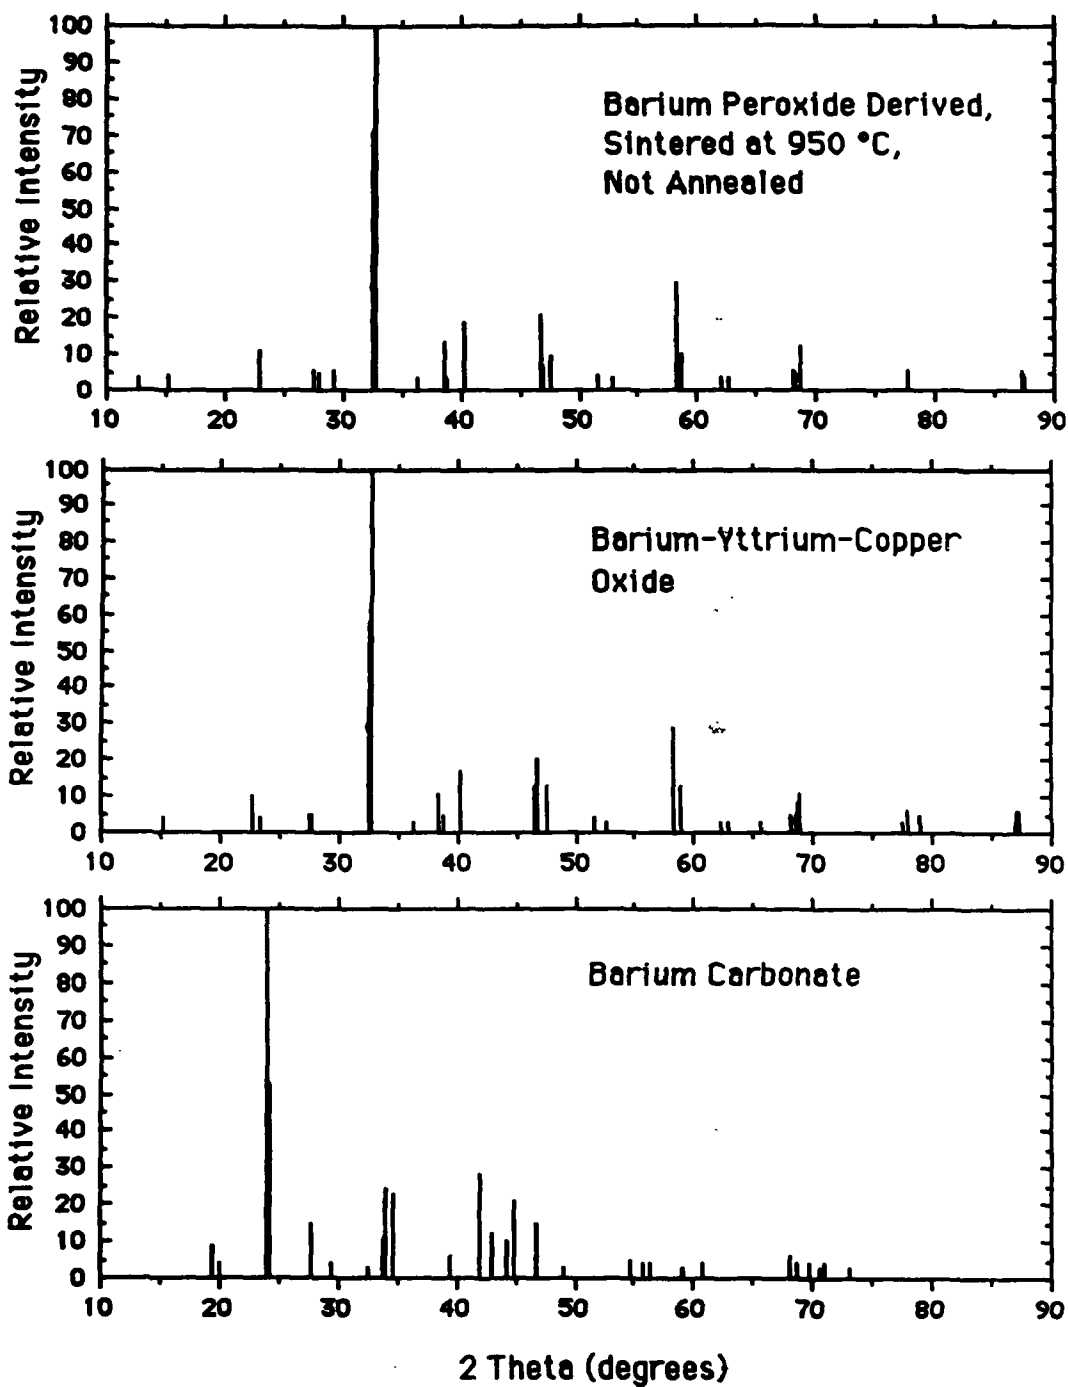 100
90
80
70
60
50
40
30
20
10
0
Relative Intensity
Barium Peroxide Derived,
Sintered at 950 °C,
Not Annealed
10 20 30 40 50 60 70 80 90
100
90
80
70
60
50
40
30
20
10
0
Relative Intensity
Barium-Yttrium-Copper
Oxide
10 20 30 40 50 60 70 80 90
100
90
80
70
60
50
40
30
20
10
0
Relative Intensity
Barium Carbonate
10 20 30 40 50 60 70 80 90
2 Theta (degrees)